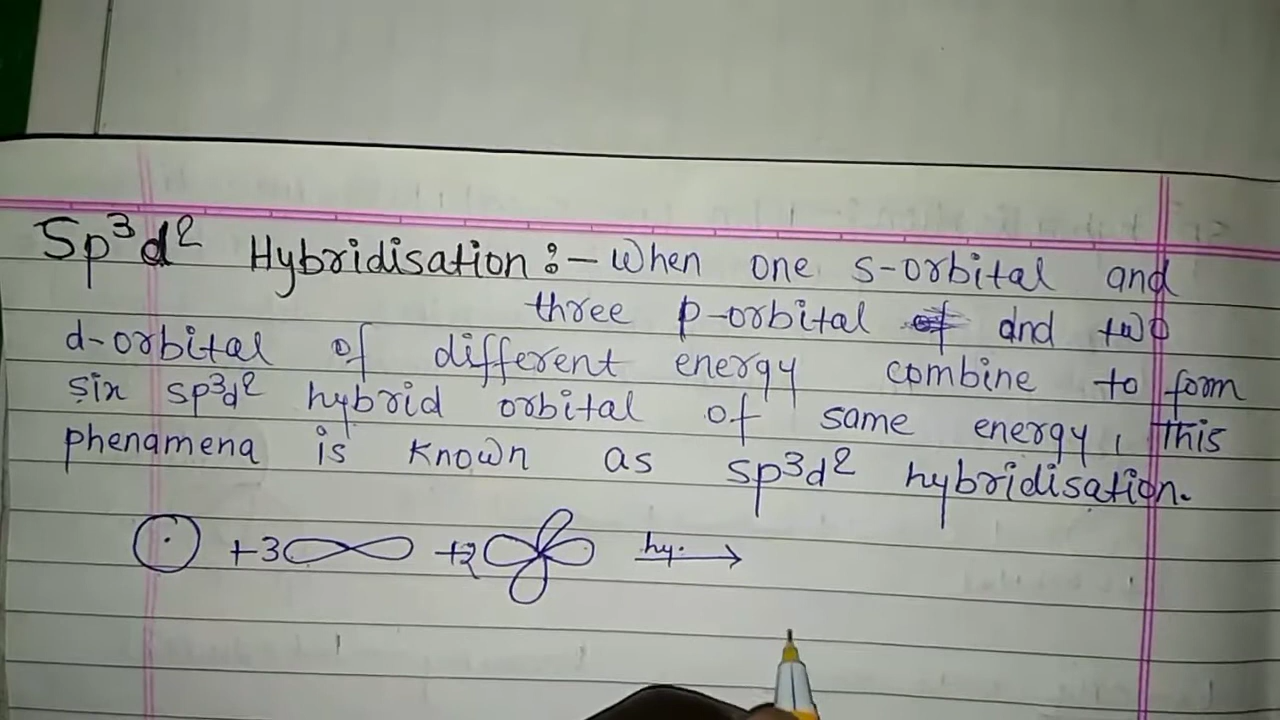 Sp³d² Hybridisation :- When one s-orbital and
three p-orbital and two
d-orbital of different energy combine to form
six sp³d² hybrid orbital of same energy, This
phenamena is known as sp³d² hybridisation.
+3 +2 hy.